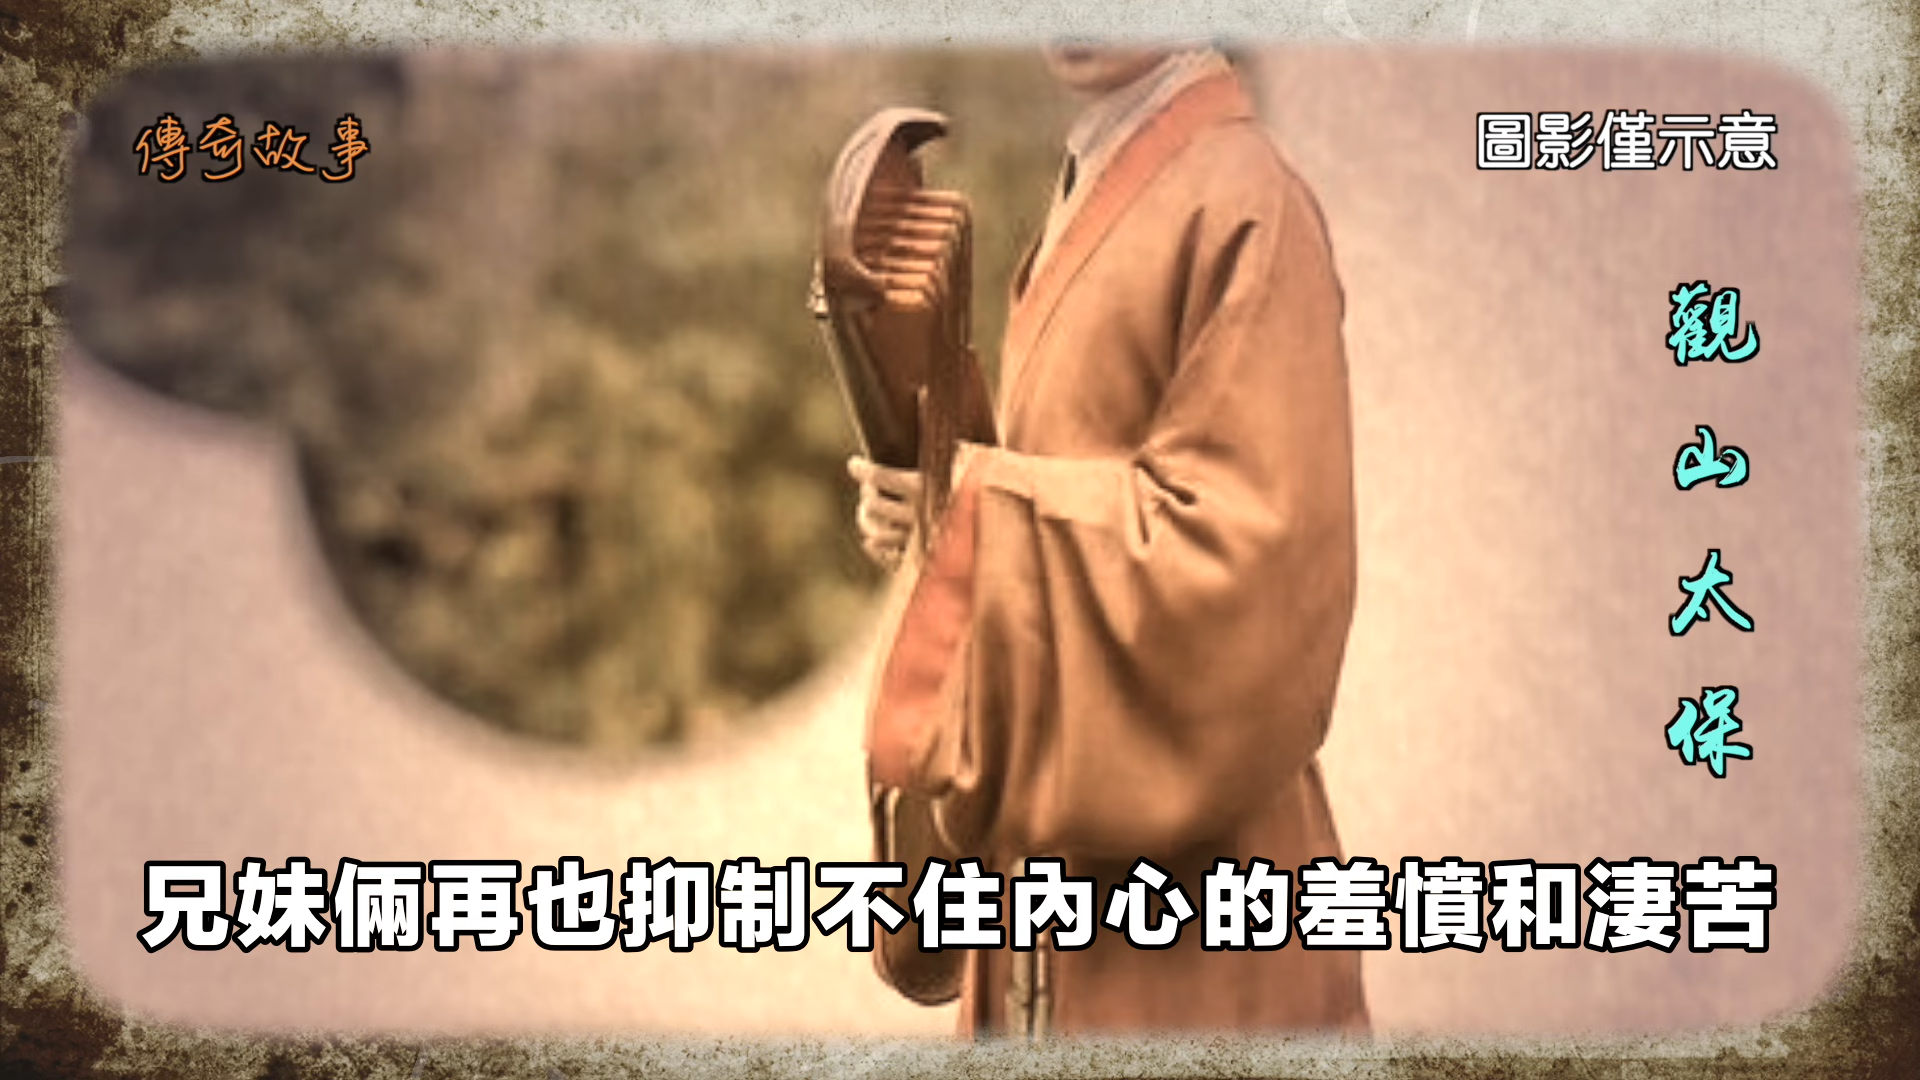 傳奇故事
圖影僅示意
觀山太保
兄妹倆再也抑制不住內心的羞憤和淒苦